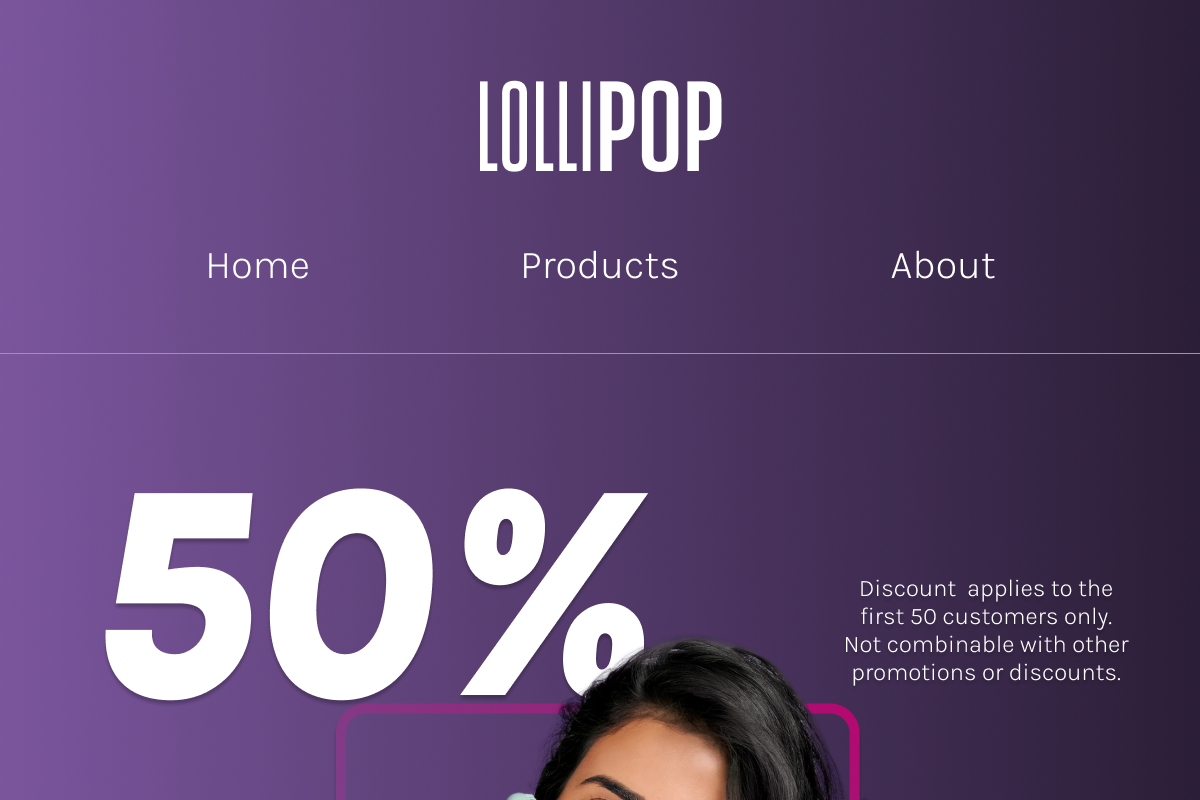 LOLLIPOP
Home Products About
50%
Discount  applies to the
first 50 customers only.
Not combinable with other
promotions or discounts.